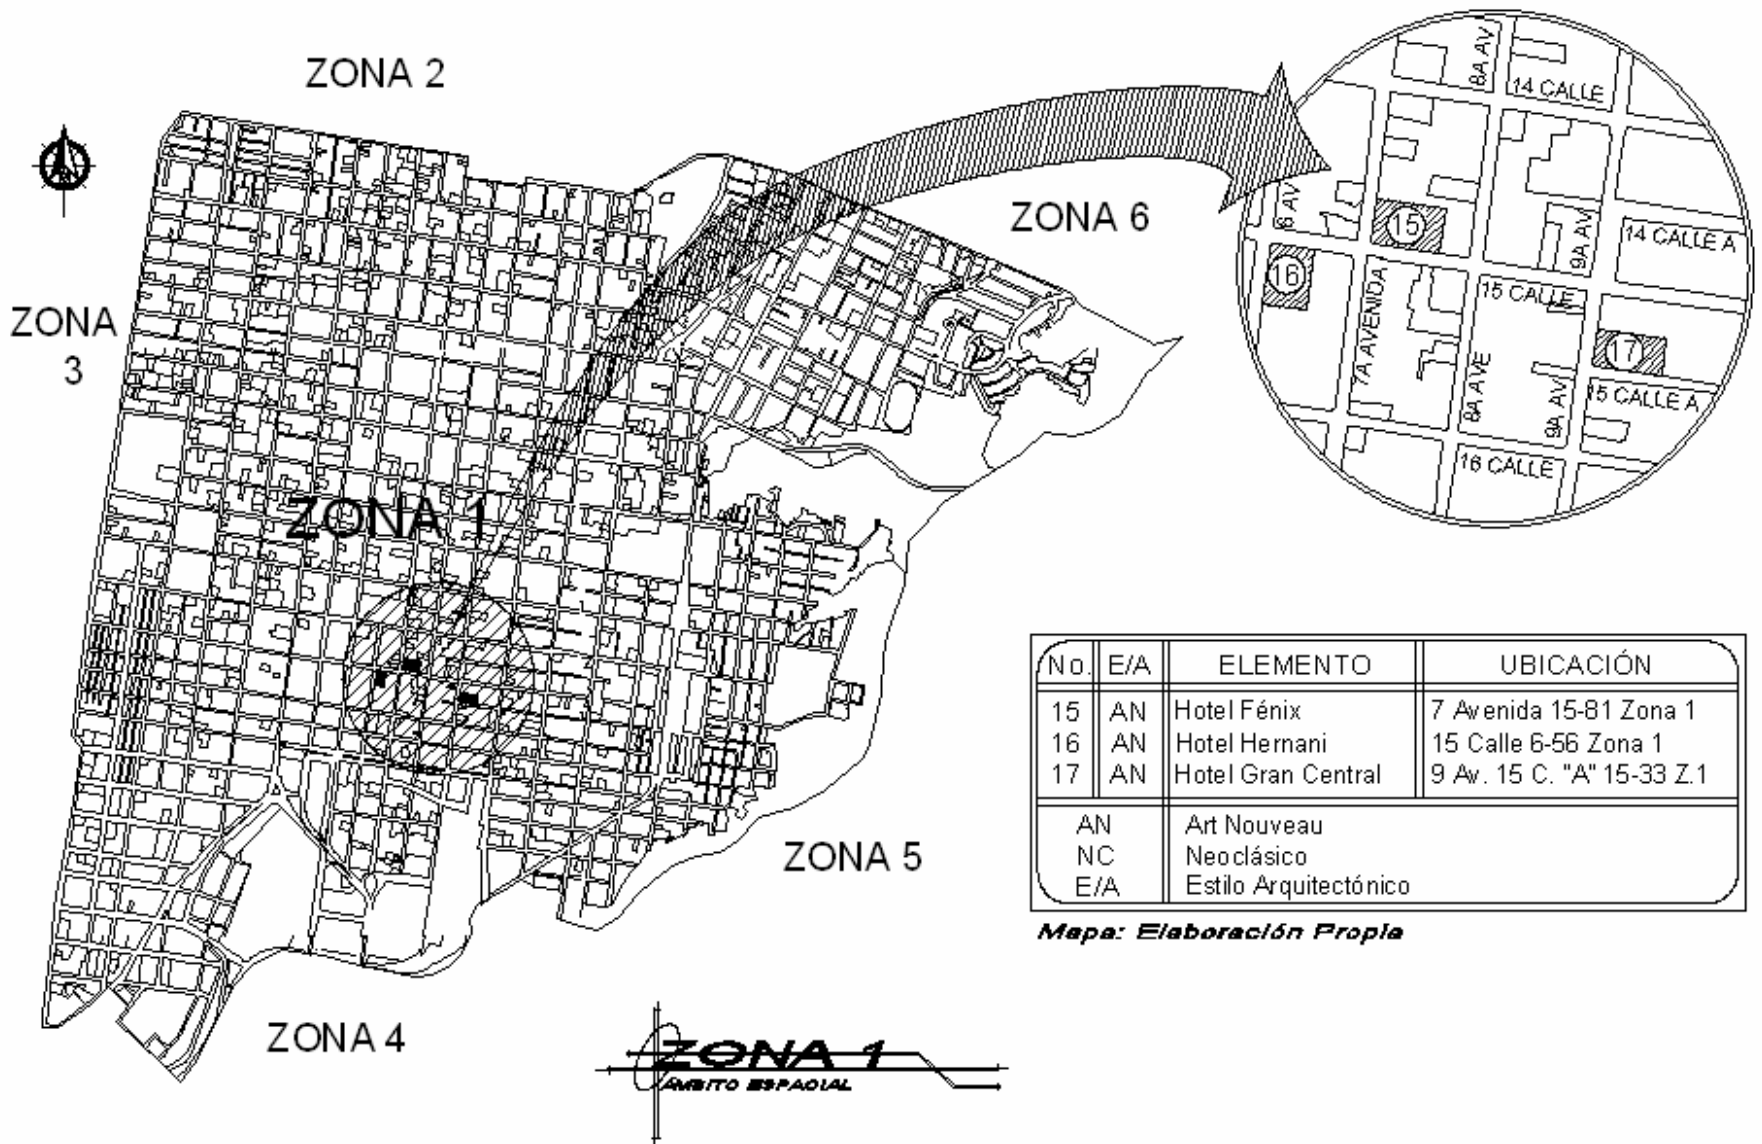 ZONA 2
ZONA 6
ZONA
3
ZONA 1
ZONA 5
ZONA 4
8A AV
14 CALLE
6 AV
15
9A AV
14 CALLE A
16
7A AVENIDA
15 CALLE
17
8A AVE
9A AV
15 CALLE A
16 CALLE
No. E/A ELEMENTO UBICACIÓN
15 AN Hotel Fénix 7 Avenida 15-81 Zona 1
16 AN Hotel Hernani 15 Calle 6-56 Zona 1
17 AN Hotel Gran Central 9 Av. 15 C. "A" 15-33 Z.1
AN Art Nouveau
NC Neoclásico
E/A Estilo Arquitectónico
Mapa: Elaboración Propia
ZONA 1
ÁMBITO ESPACIAL